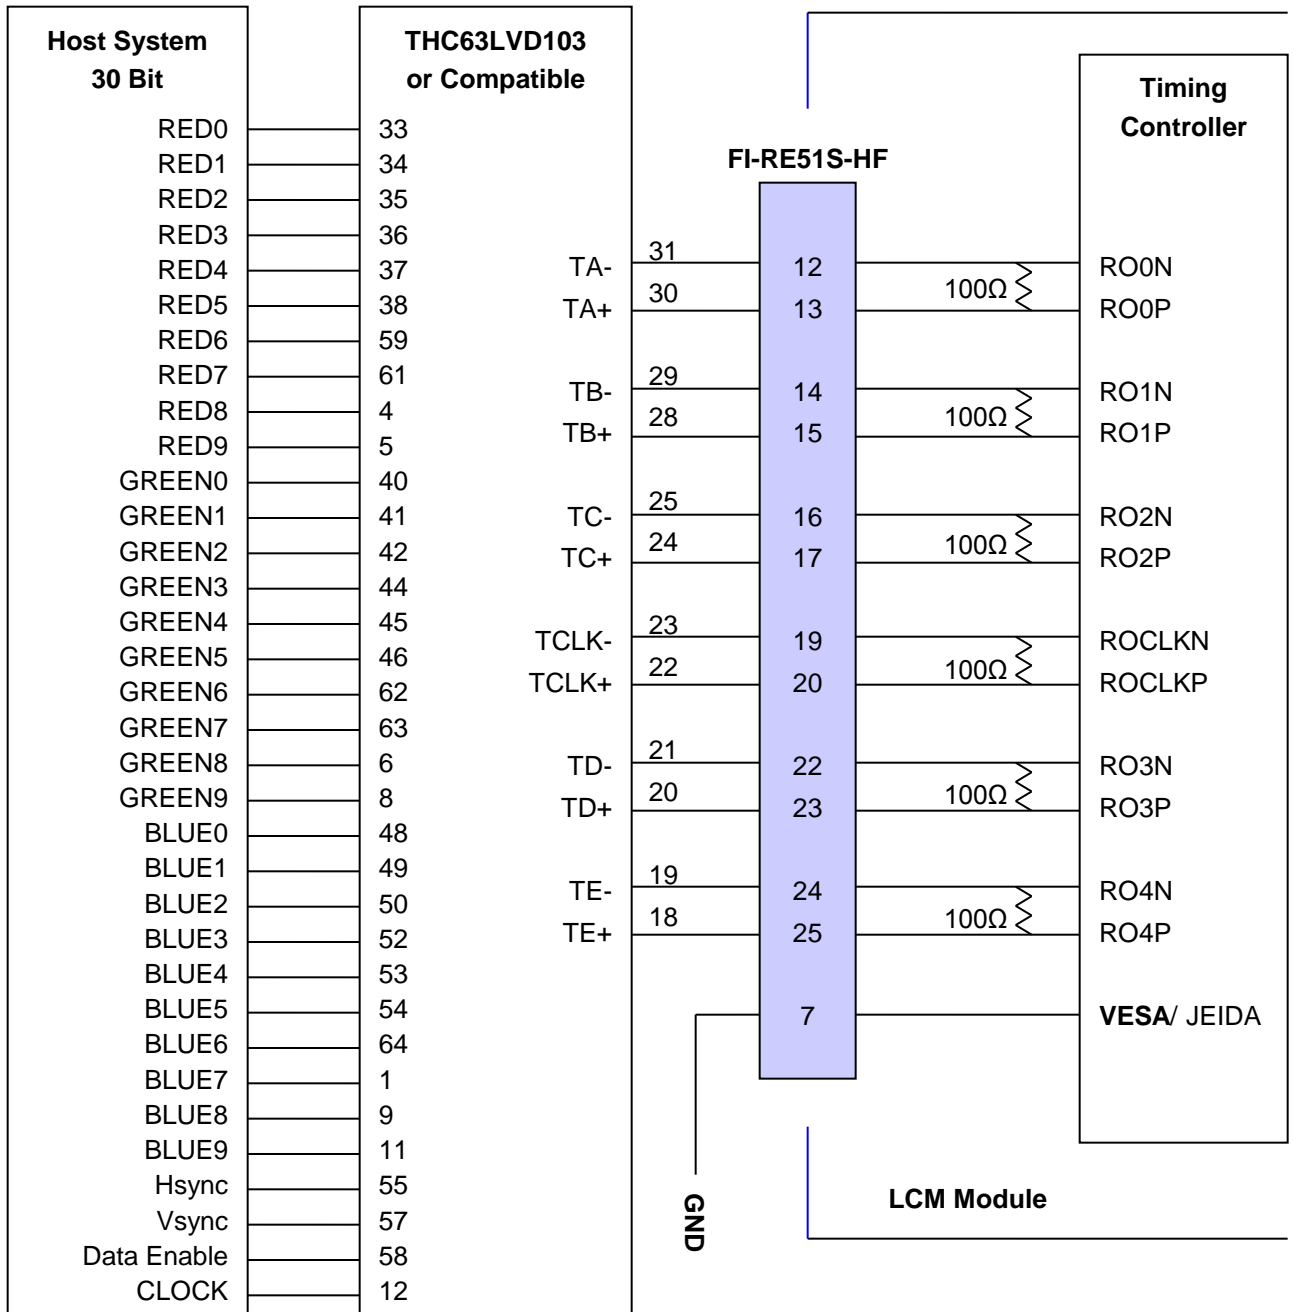 Host System
30 Bit
RED0
RED1
RED2
RED3
RED4
RED5
RED6
RED7
RED8
RED9
GREEN0
GREEN1
GREEN2
GREEN3
GREEN4
GREEN5
GREEN6
GREEN7
GREEN8
GREEN9
BLUE0
BLUE1
BLUE2
BLUE3
BLUE4
BLUE5
BLUE6
BLUE7
BLUE8
BLUE9
Hsync
Vsync
Data Enable
CLOCK
THC63LVD103
or Compatible
33
34
35
36
37
38
59
61
4
5
40
41
42
44
45
46
62
63
6
8
48
49
50
52
53
54
64
1
9
11
55
57
58
12
TA- 31
TA+ 30
TB- 29
TB+ 28
TC- 25
TC+ 24
TCLK- 23
TCLK+ 22
TD- 21
TD+ 20
TE- 19
TE+ 18
FI-RE51S-HF
12
13
14
15
16
17
19
20
22
23
24
25
7
GND
100Ω
100Ω
100Ω
100Ω
100Ω
100Ω
Timing
Controller
RO0N
RO0P
RO1N
RO1P
RO2N
RO2P
ROCLKN
ROCLKP
RO3N
RO3P
RO4N
RO4P
VESA/ JEIDA
LCM Module